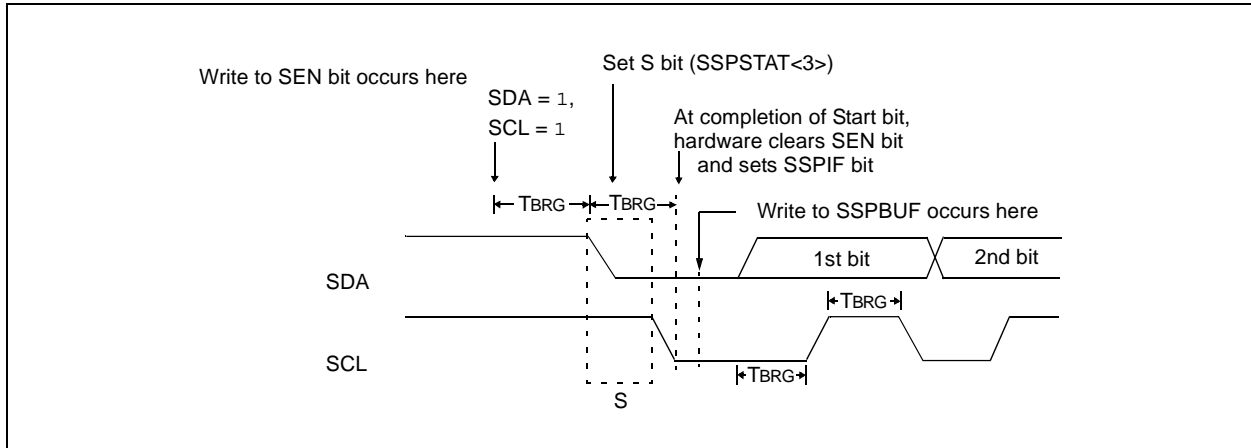 Write to SEN bit occurs here
Set S bit (SSPSTAT<3>)
SDA = 1,
SCL = 1
At completion of Start bit,
hardware clears SEN bit
and sets SSPIF bit
TBRG
TBRG
Write to SSPBUF occurs here
SDA
1st bit
2nd bit
TBRG
SCL
TBRG
S